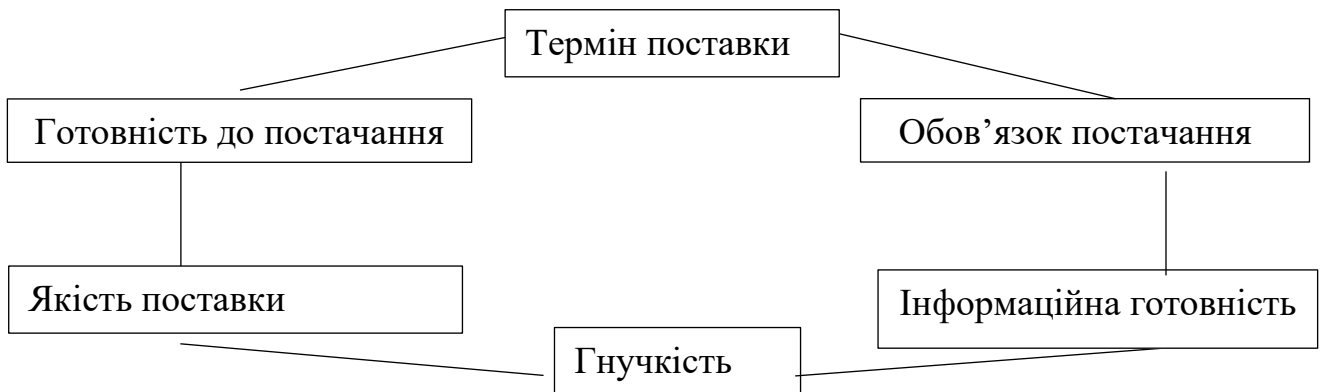 Термін поставки
Готовність до постачання
Обов’язок постачання
Якість поставки
Інформаційна готовність
Гнучкість